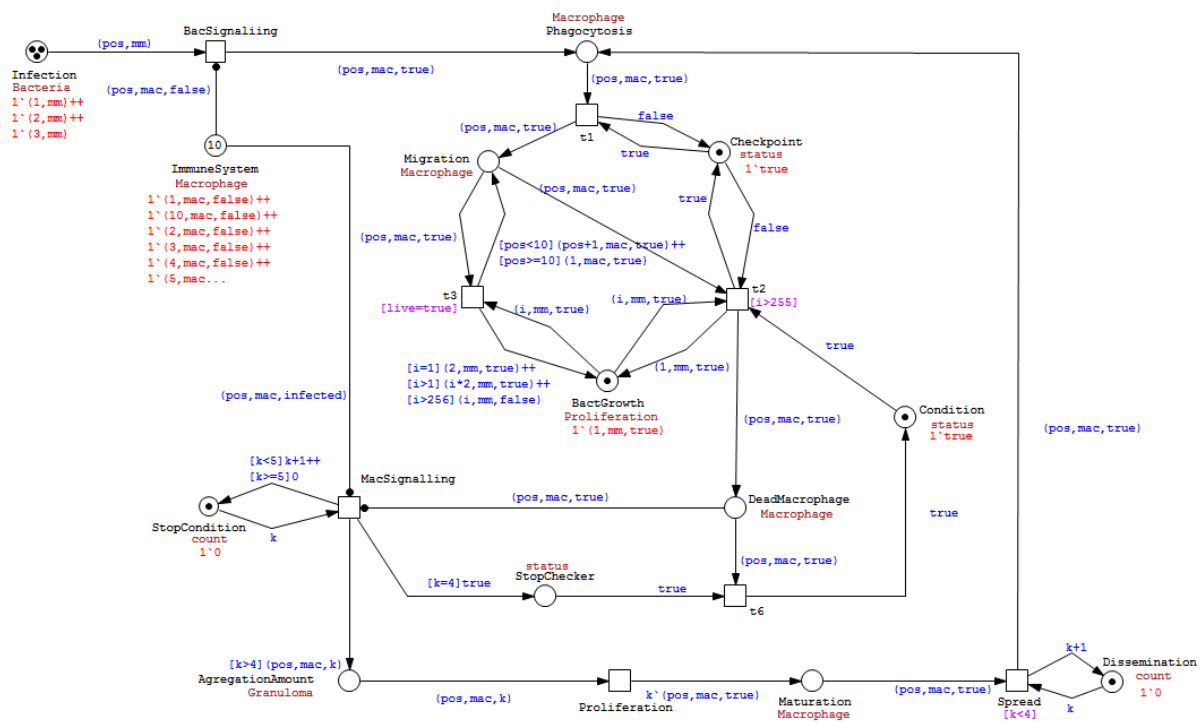 Macrophage
Phagocytosis
BacSignaliing
(pos,mm)
(pos,mac,true)
Infection
Bacteria
1`(1,mm)++
1`(2,mm)++
1`(3,mm)
(pos,mac,false)
(pos,mac,true)
10
ImmuneSystem
Macrophage
1`(1,mac,false)++
1`(10,mac,false)++
1`(2,mac,false)++
1`(3,mac,false)++
1`(4,mac,false)++
1`(5,mac...
t1
false
true
(pos,mac,true)
Checkpoint
status
1`true
Migration
Macrophage
(pos,mac,true)
true
false
(pos,mac,true)
[pos<10](pos+1,mac,true)++
[pos>=10](1,mac,true)
t3
[live=true]
t2
[i>255]
(i,mm,true)
(i,mm,true)
true
[i=1](2,mm,true)++
[i>1](i*2,mm,true)++
[i>256](i,mm,false)
(1,mm,true)
BactGrowth
Proliferation
1`(1,mm,true)
(pos,mac,infected)
(pos,mac,true)
Condition
status
1`true
(pos,mac,true)
[k<5]k+1++
[k>=5]0
MacSignalling
(pos,mac,true)
DeadMacrophage
Macrophage
StopCondition
count
1`0
k
true
(pos,mac,true)
status
StopChecker
[k=4]true
true
t6
[k>4](pos,mac,k)
AgregationAmount
Granuloma
(pos,mac,k)
Proliferation
k`(pos,mac,true)
Maturation
Macrophage
(pos,mac,true)
Spread
[k<4]
k+1
k
Dissemination
count
1`0